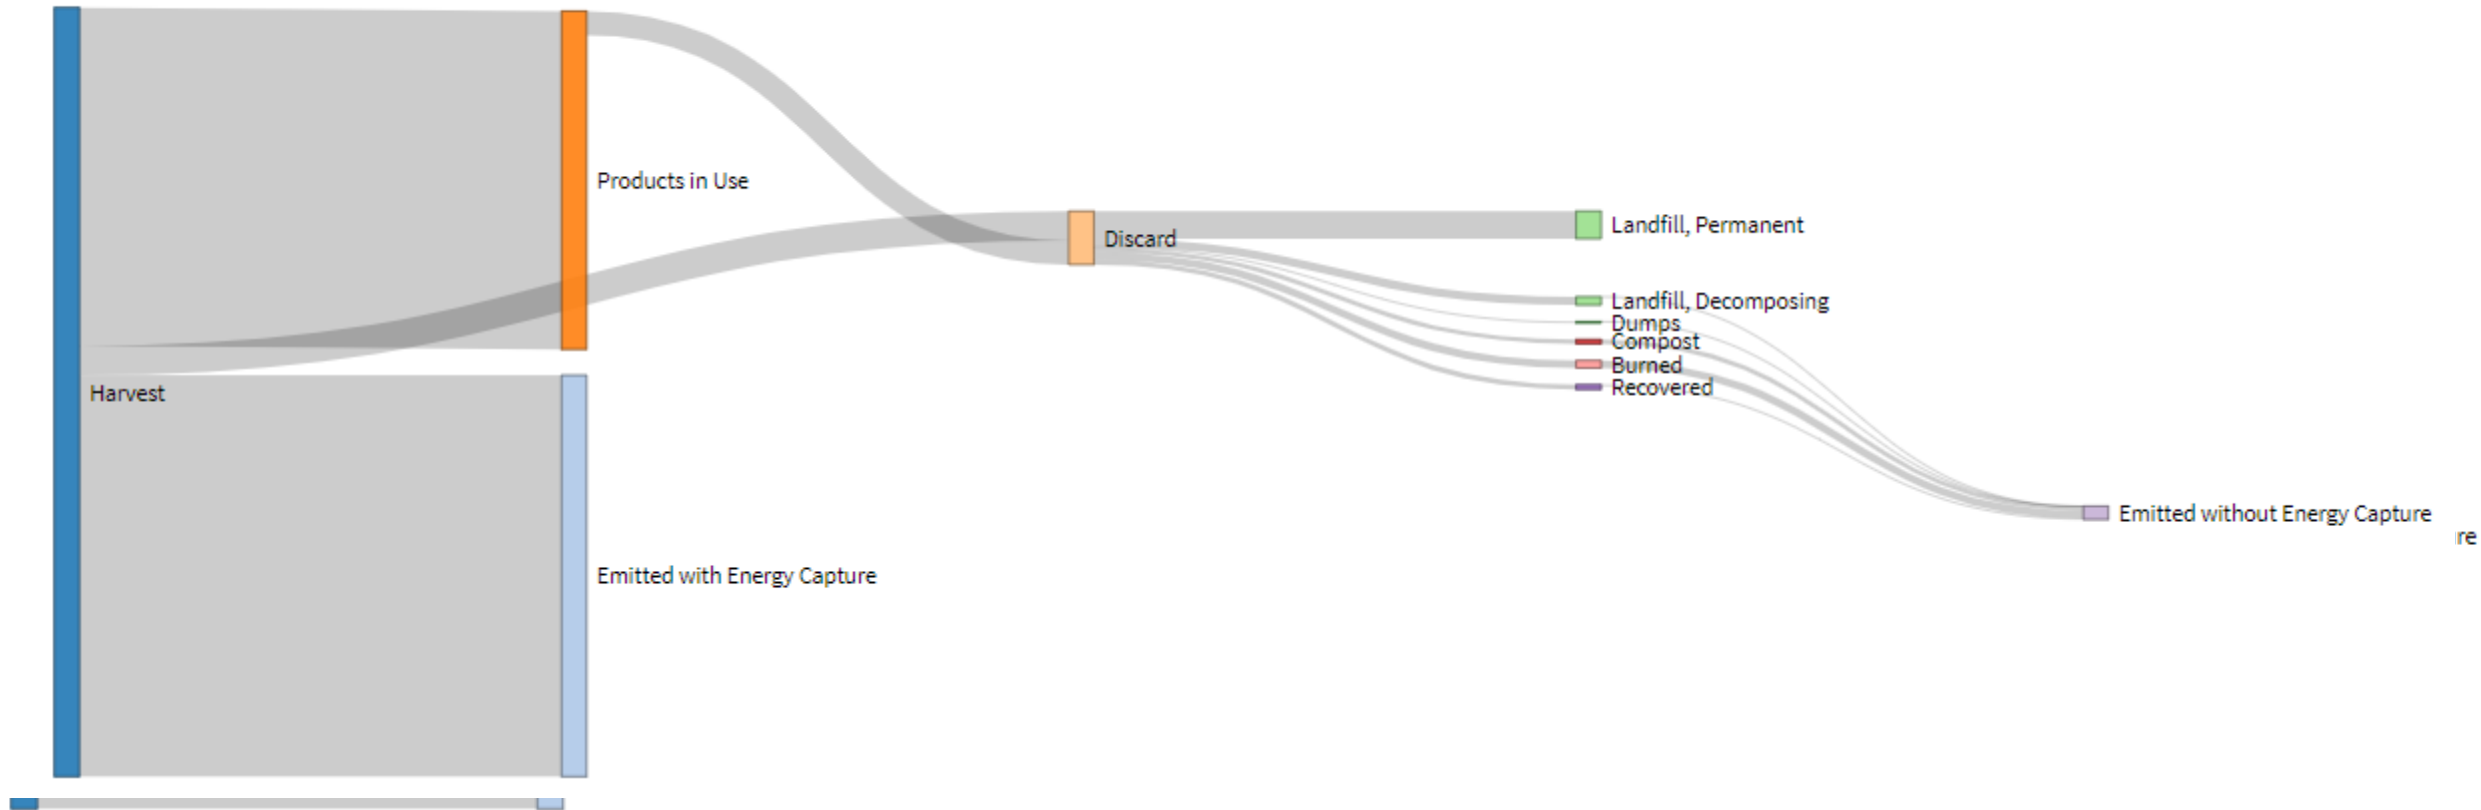 Products in Use
Landfill, Permanent
Discard
Landfill, Decomposing
Dumps
Compost
Burned
Recovered
Harvest
Emitted without Energy Capture
re
Emitted with Energy Capture